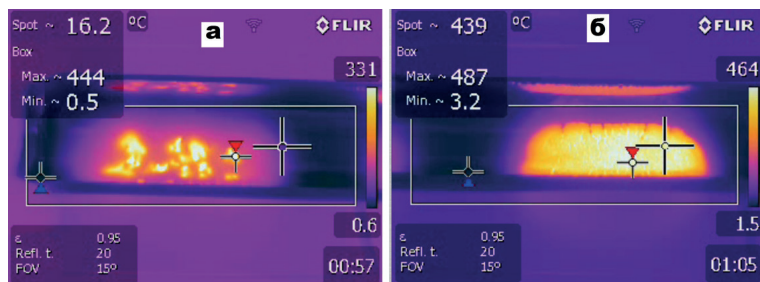 Spot ~ 16.2 °C
а
FLIR
Box
Max. ~ 444
Min. ~ 0.5
331
0.6
ε 0.95
Refl. t. 20
FOV 15°
00:57
Spot ~ 439 °C
б
FLIR
Box
Max. ~ 487
Min. ~ 3.2
464
1.5
ε 0.95
Refl. t. 20
FOV 15°
01:05